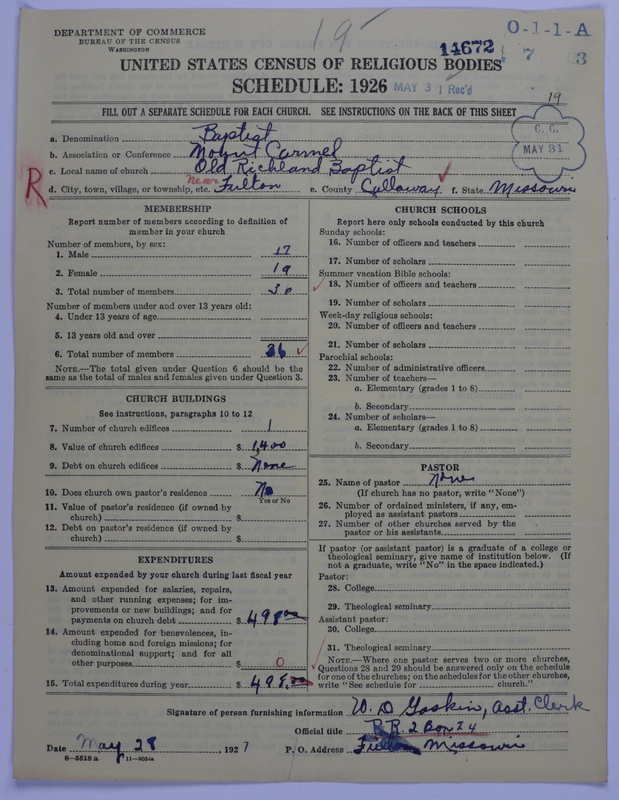 19-
DEPARTMENT OF COMMERCE
BUREAU OF THE CENSUS
WASHINGTON
14672
O-1-1-A
7 3
UNITED STATES CENSUS OF RELIGIOUS BODIES
SCHEDULE: 1926
MAY 31 Rec'd
19
FILL OUT A SEPARATE SCHEDULE FOR EACH CHURCH. SEE INSTRUCTIONS ON THE BACK OF THIS SHEET
C. C.
MAY 31
a. Denomination Baptist
b. Association or Conference Mount Carmel
c. Local name of church Old Richland Baptist
R
d. City, town, village, or township, etc. near Fulton e. County Callaway f. State Missouri
MEMBERSHIP
Report number of members according to definition of member in your church
Number of members, by sex:
1. Male 17
2. Female 19
3. Total number of members 36
Number of members under and over 13 years old:
4. Under 13 years of age
5. 13 years old and over
6. Total number of members 36
NOTE.—The total given under Question 6 should be the same as the total of males and females given under Question 3.
CHURCH BUILDINGS
See instructions, paragraphs 10 to 12
7. Number of church edifices 1
8. Value of church edifices $ 1,400
9. Debt on church edifices $ None
10. Does church own pastor's residence No
Yes or No
11. Value of pastor's residence (if owned by church) $
12. Debt on pastor's residence (if owned by church) $
EXPENDITURES
Amount expended by your church during last fiscal year
13. Amount expended for salaries, repairs, and other running expenses; for improvements or new buildings; and for payments on church debt $ 498.00
14. Amount expended for benevolences, including home and foreign missions; for denominational support; and for all other purposes $ 0
15. Total expenditures during year $ 498.00
CHURCH SCHOOLS
Report here only schools conducted by this church
Sunday schools:
16. Number of officers and teachers
17. Number of scholars
Summer vacation Bible schools:
18. Number of officers and teachers
19. Number of scholars
Week-day religious schools:
20. Number of officers and teachers
21. Number of scholars
Parochial schools:
22. Number of administrative officers
23. Number of teachers—
a. Elementary (grades 1 to 8)
b. Secondary
24. Number of scholars—
a. Elementary (grades 1 to 8)
b. Secondary
PASTOR
25. Name of pastor None
(If church has no pastor, write "None")
26. Number of ordained ministers, if any, employed as assistant pastors
27. Number of other churches served by the pastor or his assistants
If pastor (or assistant pastor) is a graduate of a college or theological seminary, give name of institution below. (If not a graduate, write "No" in the space indicated.)
Pastor:
28. College
29. Theological seminary
Assistant pastor:
30. College
31. Theological seminary
NOTE.—Where one pastor serves two or more churches, Questions 28 and 29 should be answered only on the schedule for one of the churches; on the schedules for the other churches, write "See schedule for church."
Signature of person furnishing information W. D Gaskin, Asst. Clerk
Official title R.R. 2 Box 74
Date May 28, 1927 P. O. Address Fulton Missouri
8-5518 a